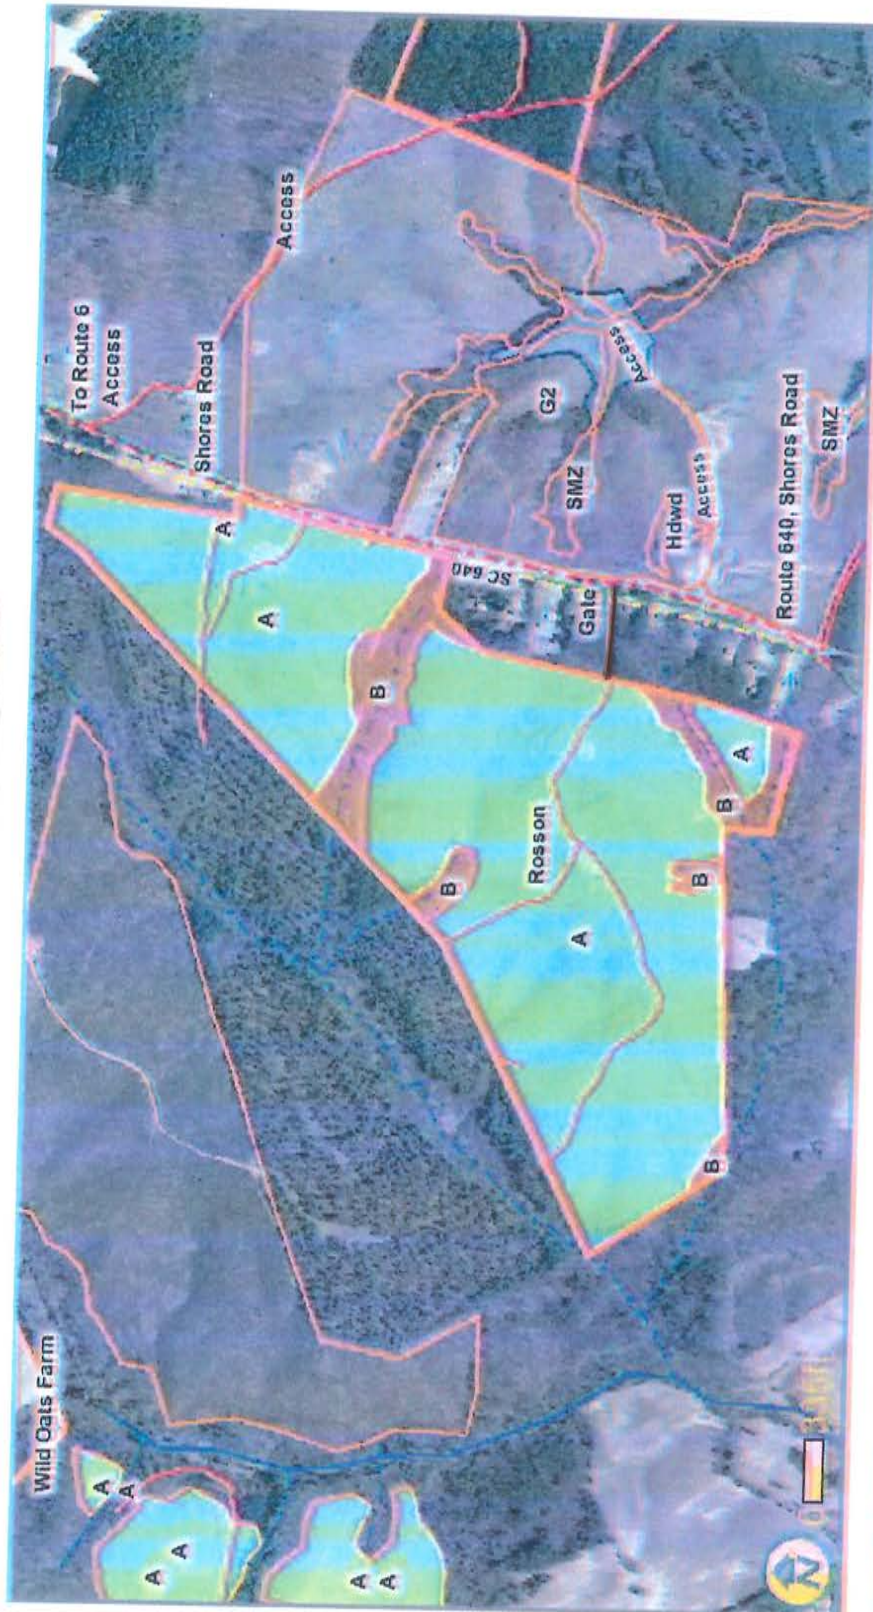 Wild Oats Farm
To Route 6
Access
A
A
A
A
Shores Road
A
A
Access
A
A
B
B
SC 640
Rosson
G2
SMZ
A
Gate
Access
Hdwd
Access
B
B
B
A
Route 640, Shores Road
SMZ
N
0